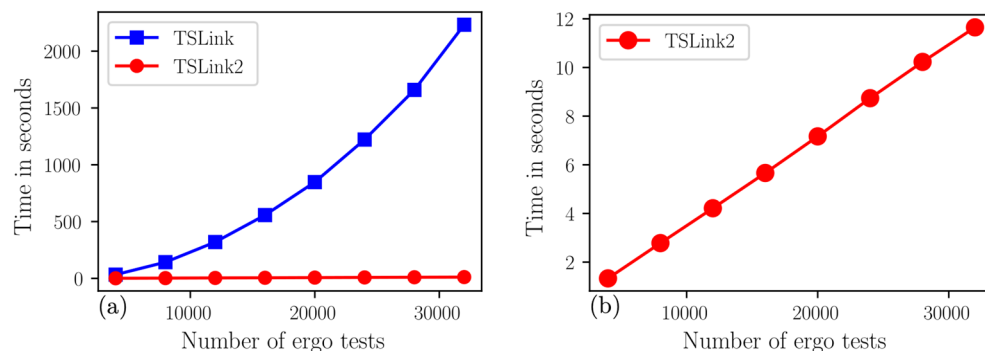 TSLink
TSLink2
2000
1500
1000
500
0
Time in seconds
10000
20000
30000
(a)
Number of ergo tests
TSLink2
12
10
8
6
4
2
Time in seconds
10000
20000
30000
(b)
Number of ergo tests